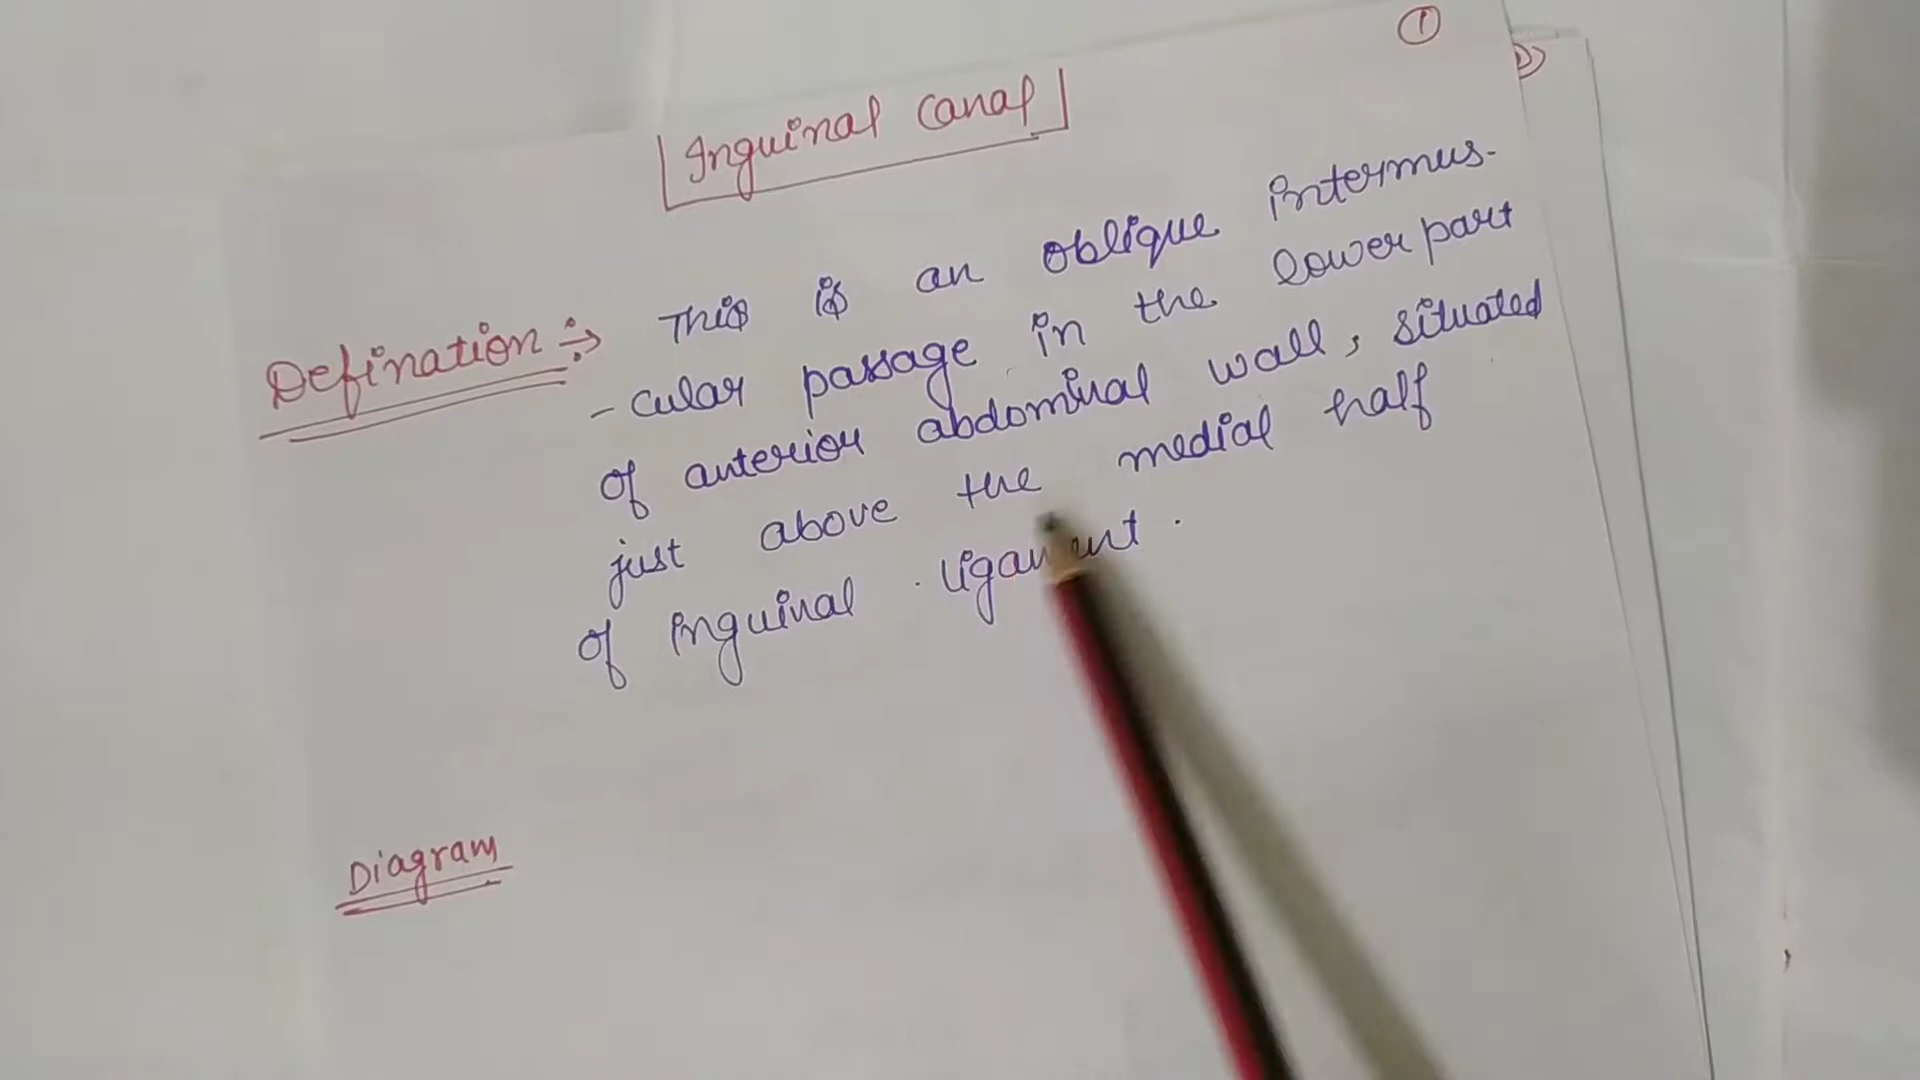 ①
Inguinal Canal
Defination :→ This is an oblique intermus-
-cular passage in the lower part
of anterior abdominal wall, situated
just above the medial half
of inguinal ligament.
Diagram